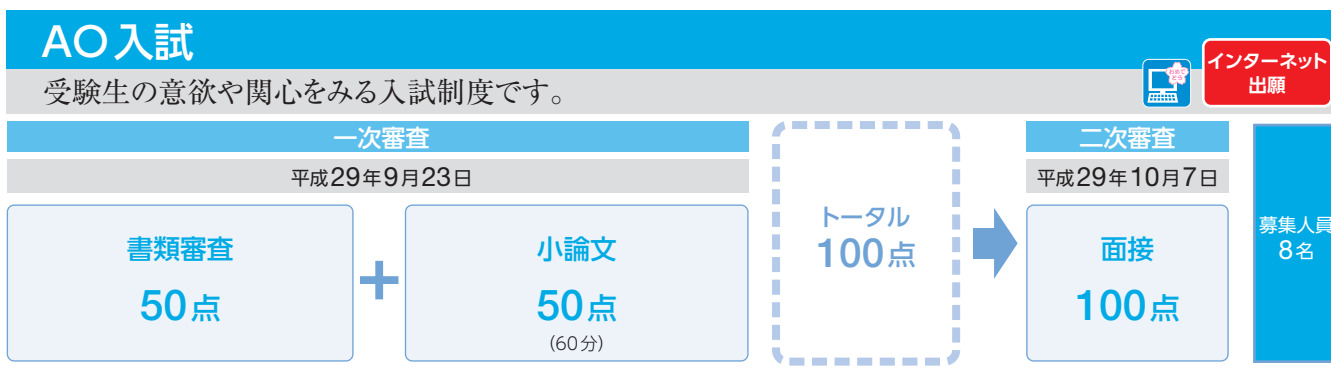 AO入試
受験生の意欲や関心をみる入試制度です。
おめで
とう
インターネット
出願
一次審査
平成29年9月23日
書類審査
50点
+
小論文
50点
(60分)
トータル
100点
二次審査
平成29年10月7日
面接
100点
募集人員
8名